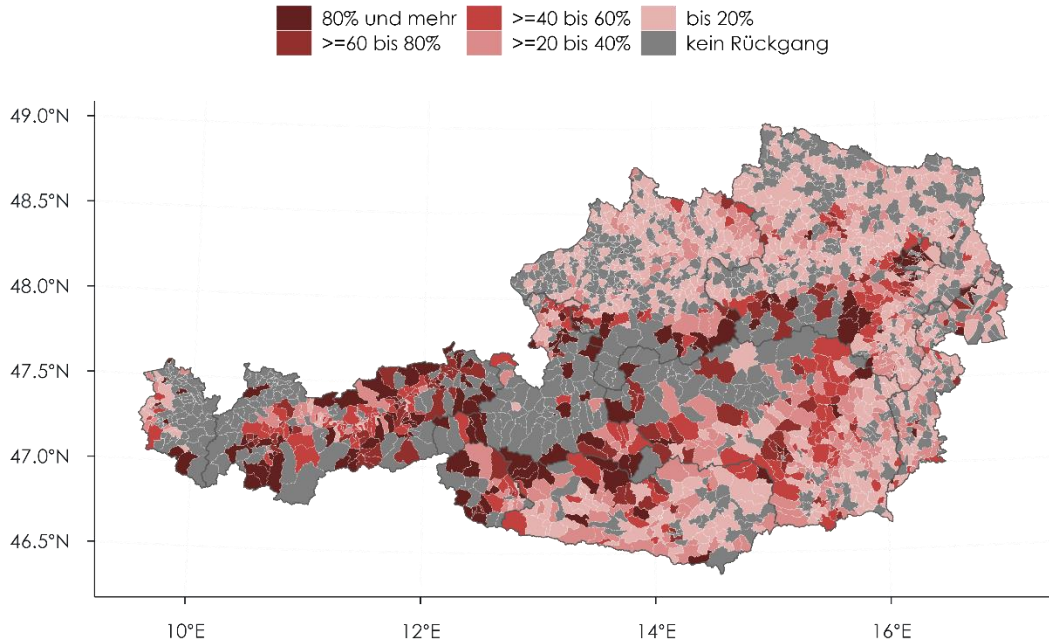 80% und mehr >=40 bis 60% bis 20%
>=60 bis 80% >=20 bis 40% kein Rückgang
49.0°N
48.5°N
48.0°N
47.5°N
47.0°N
46.5°N
10°E 12°E 14°E 16°E